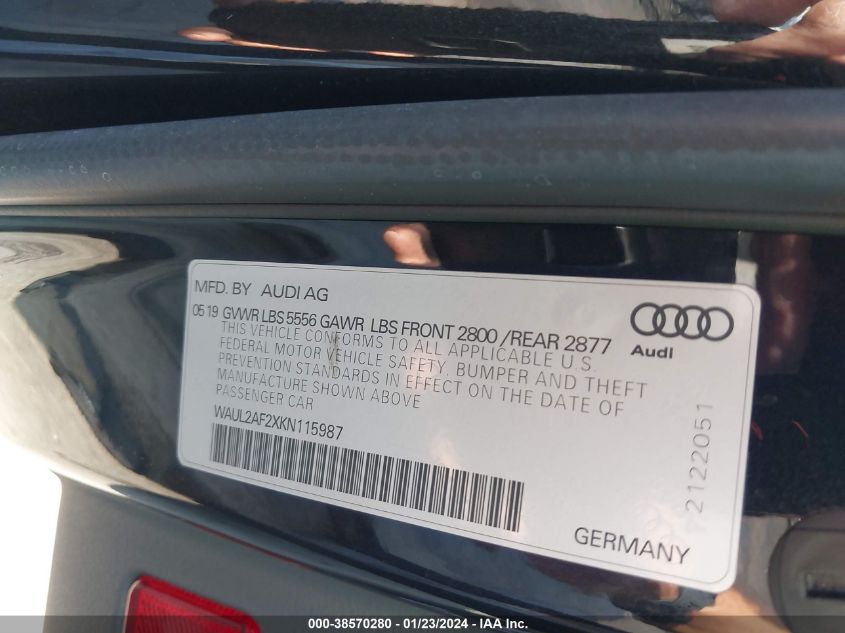 MFD. BY AUDI AG
05 19 GVWR LBS 5556 GAWR LBS FRONT 2800 / REAR 2877
THIS VEHICLE CONFORMS TO ALL APPLICABLE U.S.
FEDERAL MOTOR VEHICLE SAFETY, BUMPER AND THEFT
PREVENTION STANDARDS IN EFFECT ON THE DATE OF
MANUFACTURE SHOWN ABOVE
PASSENGER CAR
WAUL2AF2XKN115987
Audi
2122051
GERMANY
000-38570280 - 01/23/2024 - IAA Inc.